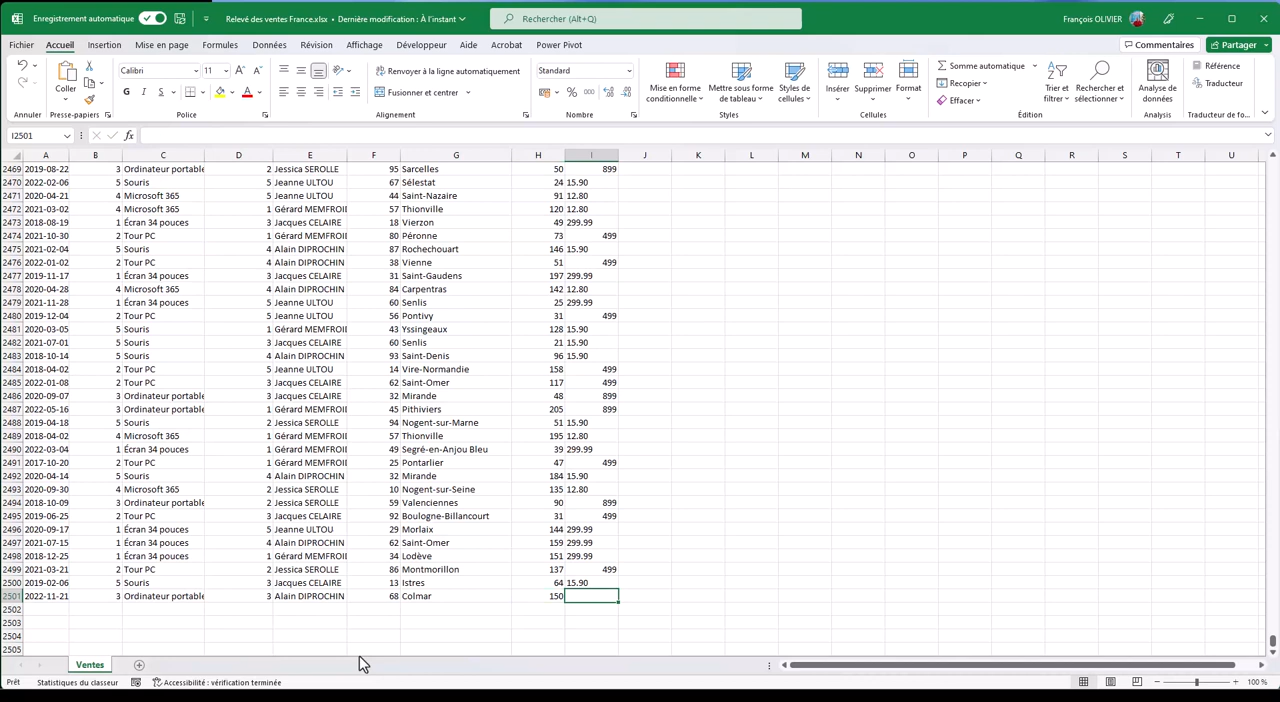 Enregistrement automatique Relevé des ventes France.xlsx • Dernière modification : À l'instant Rechercher (Alt+Q) François OLIVIER
Fichier Accueil Insertion Mise en page Formules Données Révision Affichage Développeur Aide Acrobat Power Pivot Commentaires Partager
Coller Calibri 11 Renvoyer à la ligne automatiquement Standard Mise en forme conditionnelle Mettre sous forme de tableau Styles de cellules Insérer Supprimer Format Somme automatique Trier et filtrer Rechercher et sélectionner Analyse de données Référence
G I S Fusionner et centrer % 000 Recopier Traducteur
Effacer
Annuler Presse-papiers Police Alignement Nombre Styles Cellules Édition Analyse Traducteur de fo...
I2501 fx
A B C D E F G H I J K L M N O P Q R S T U
2469 2019-08-22 3 Ordinateur portable 2 Jessica SEROLLE 95 Sarcelles 50 899
2470 2022-02-06 5 Souris 5 Jeanne ULTOU 67 Sélestat 24 15.90
2471 2020-04-21 4 Microsoft 365 5 Jeanne ULTOU 44 Saint-Nazaire 91 12.80
2472 2021-03-02 4 Microsoft 365 1 Gérard MEMFROID 57 Thionville 120 12.80
2473 2018-08-19 1 Écran 34 pouces 3 Jacques CELAIRE 18 Vierzon 49 299.99
2474 2021-10-30 2 Tour PC 1 Gérard MEMFROID 80 Péronne 73 499
2475 2021-02-04 5 Souris 4 Alain DIPROCHIN 87 Rochechouart 146 15.90
2476 2022-01-02 2 Tour PC 4 Alain DIPROCHIN 38 Vienne 51 499
2477 2019-11-17 1 Écran 34 pouces 3 Jacques CELAIRE 31 Saint-Gaudens 197 299.99
2478 2020-04-28 4 Microsoft 365 4 Alain DIPROCHIN 84 Carpentras 142 12.80
2479 2021-11-28 1 Écran 34 pouces 5 Jeanne ULTOU 60 Senlis 25 299.99
2480 2019-12-04 2 Tour PC 5 Jeanne ULTOU 56 Pontivy 31 499
2481 2020-03-05 5 Souris 1 Gérard MEMFROID 43 Yssingeaux 128 15.90
2482 2021-07-01 5 Souris 3 Jacques CELAIRE 60 Senlis 21 15.90
2483 2018-10-14 5 Souris 4 Alain DIPROCHIN 93 Saint-Denis 96 15.90
2484 2018-04-02 2 Tour PC 5 Jeanne ULTOU 14 Vire-Normandie 158 499
2485 2022-01-08 2 Tour PC 3 Jacques CELAIRE 62 Saint-Omer 117 499
2486 2020-09-07 3 Ordinateur portable 3 Jacques CELAIRE 32 Mirande 48 899
2487 2022-05-16 3 Ordinateur portable 1 Gérard MEMFROID 45 Pithiviers 205 899
2488 2019-04-18 5 Souris 2 Jessica SEROLLE 94 Nogent-sur-Marne 51 15.90
2489 2018-04-02 4 Microsoft 365 1 Gérard MEMFROID 57 Thionville 195 12.80
2490 2022-03-04 1 Écran 34 pouces 1 Gérard MEMFROID 49 Segré-en-Anjou Bleu 39 299.99
2491 2017-10-20 2 Tour PC 1 Gérard MEMFROID 25 Pontarlier 47 499
2492 2020-04-14 5 Souris 4 Alain DIPROCHIN 32 Mirande 184 15.90
2493 2020-09-30 4 Microsoft 365 2 Jessica SEROLLE 10 Nogent-sur-Seine 135 12.80
2494 2018-10-09 3 Ordinateur portable 2 Jessica SEROLLE 59 Valenciennes 90 899
2495 2019-06-25 2 Tour PC 3 Jacques CELAIRE 92 Boulogne-Billancourt 31 499
2496 2020-09-17 1 Écran 34 pouces 5 Jeanne ULTOU 29 Morlaix 144 299.99
2497 2021-07-15 1 Écran 34 pouces 4 Alain DIPROCHIN 62 Saint-Omer 159 299.99
2498 2018-12-25 1 Écran 34 pouces 1 Gérard MEMFROID 34 Lodève 151 299.99
2499 2021-03-21 2 Tour PC 2 Jessica SEROLLE 86 Montmorillon 137 499
2500 2019-02-06 5 Souris 3 Jacques CELAIRE 13 Istres 64 15.90
2501 2022-11-21 3 Ordinateur portable 3 Alain DIPROCHIN 68 Colmar 150
2502
2503
2504
2505
Ventes
Prêt Statistiques du classeur Accessibilité : vérification terminée 100 %